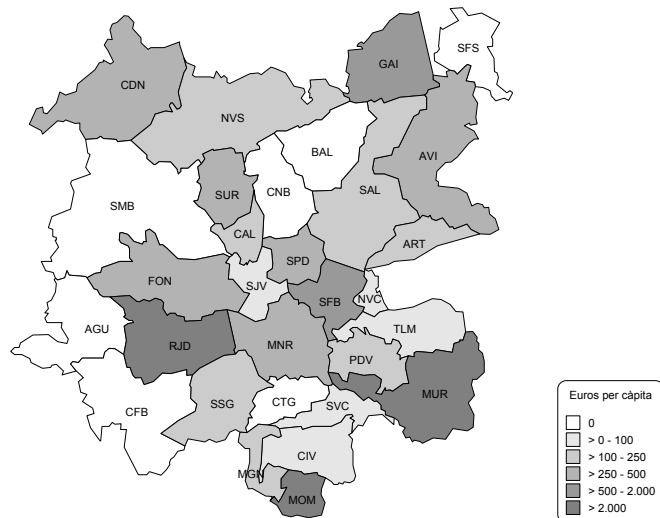 SFS
GAI
CDN
NVS
BAL
AVI
SUR
CNB
SAL
SMB
CAL
ART
SPD
FON
SJV
SFB
NVC
AGU
TLM
RJD
MNR
PDV
MUR
SSG
CTG
SVC
CFB
CIV
MGN
MOM
Euros per càpita
0
> 0 - 100
> 100 - 250
> 250 - 500
> 500 - 2.000
> 2.000